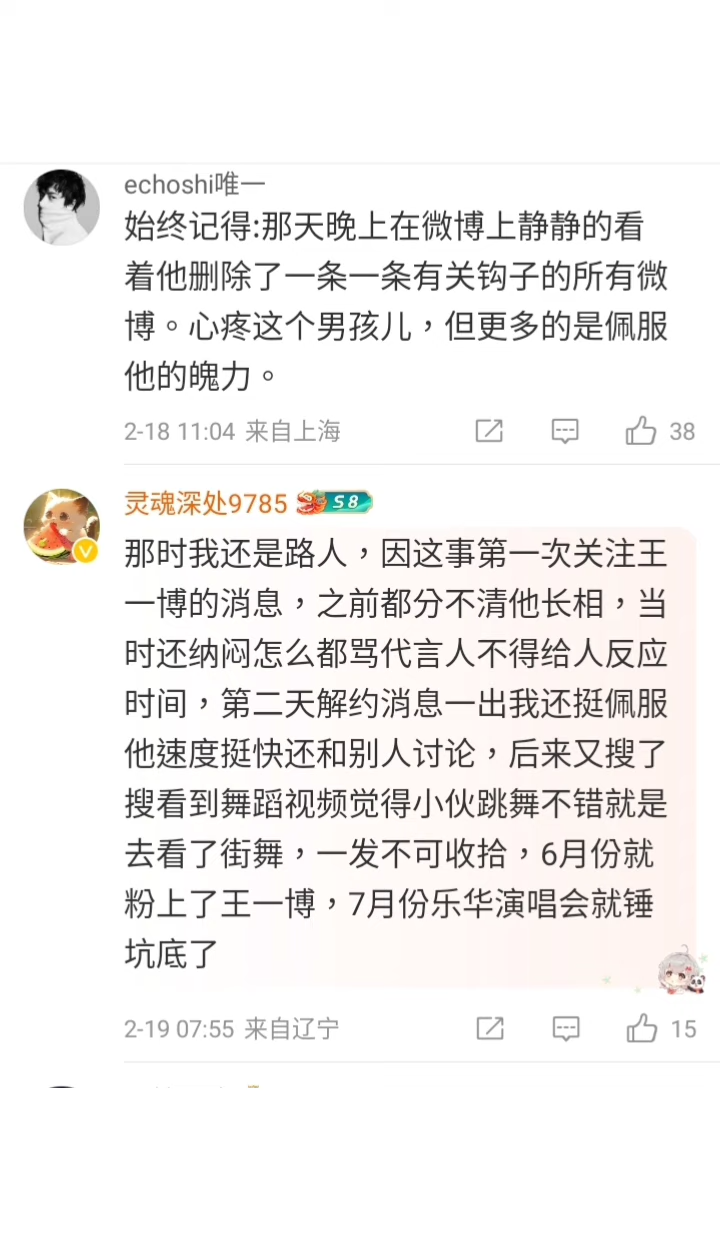 echoshi唯一
始终记得:那天晚上在微博上静静的看
着他删除了一条一条有关钩子的所有微
博。心疼这个男孩儿，但更多的是佩服
他的魄力。
2-18 11:04 来自上海
38
灵魂深处9785
S8
那时我还是路人，因这事第一次关注王
一博的消息，之前都分不清他长相，当
时还纳闷怎么都骂代言人不得给人反应
时间，第二天解约消息一出我还挺佩服
他速度挺快还和别人讨论，后来又搜了
搜看到舞蹈视频觉得小伙跳舞不错就是
去看了街舞，一发不可收拾，6月份就
粉上了王一博，7月份乐华演唱会就锤
坑底了
2-19 07:55 来自辽宁
15